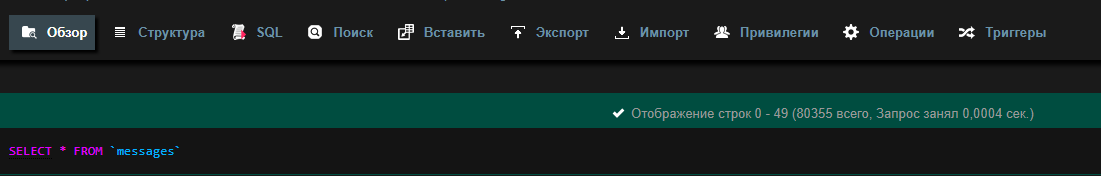 Обзор Структура SQL Поиск Вставить Экспорт Импорт Привилегии Операции Триггеры
Отображение строк 0 - 49 (80355 всего, Запрос занял 0,0004 сек.)
SELECT * FROM `messages`